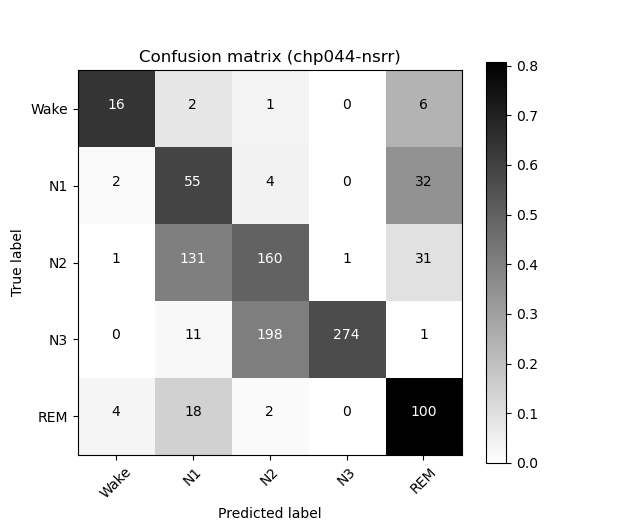 Confusion matrix (chp044-nsrr)
True label
Wake 16 2 1 0 6
N1 2 55 4 0 32
N2 1 131 160 1 31
N3 0 11 198 274 1
REM 4 18 2 0 100
Wake N1 N2 N3 REM
Predicted label
0.8
0.7
0.6
0.5
0.4
0.3
0.2
0.1
0.0